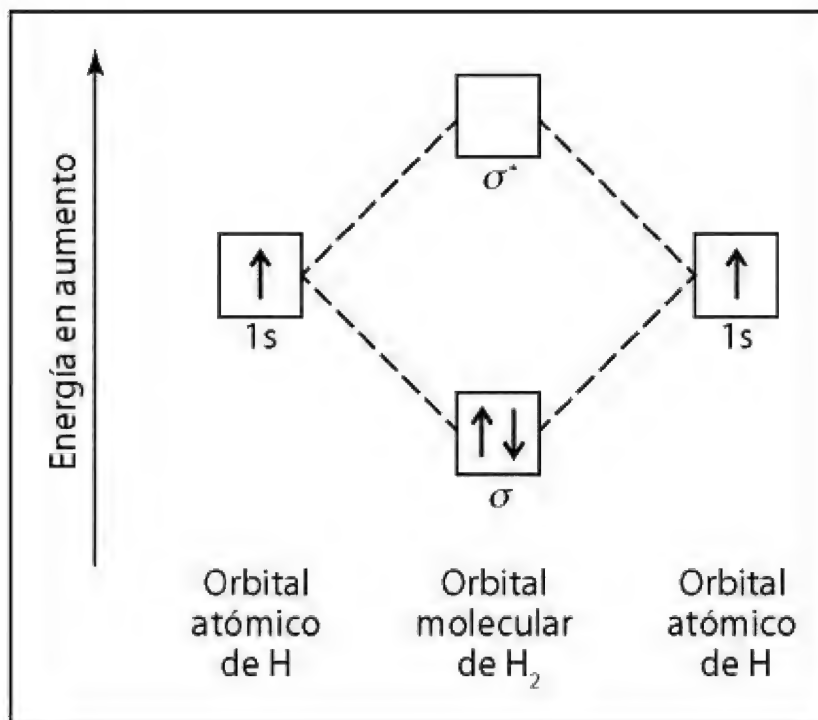 Energía en aumento
σ*
1s
1s
σ
Orbital
atómico
de H
Orbital
molecular
de H₂
Orbital
atómico
de H